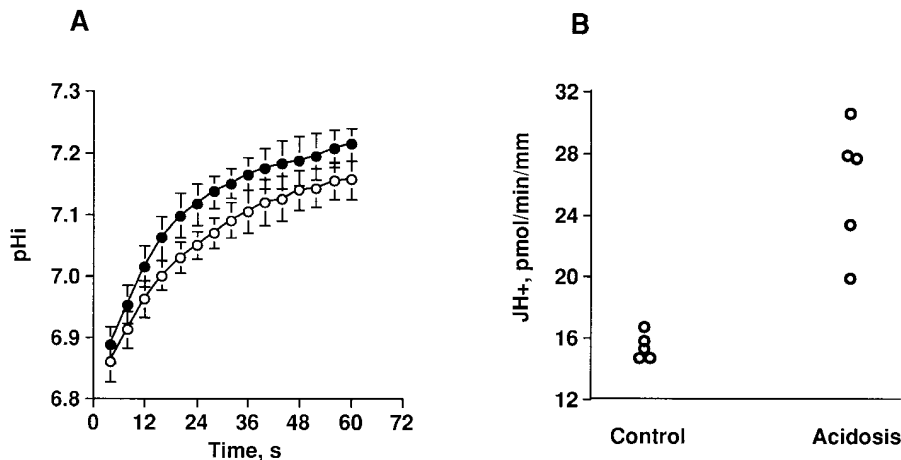 A
pHi
7.3
7.2
7.1
7.0
6.9
6.8
0 12 24 36 48 60 72
Time, s
B
JH+, pmol/min/mm
32
28
24
20
16
12
Control Acidosis